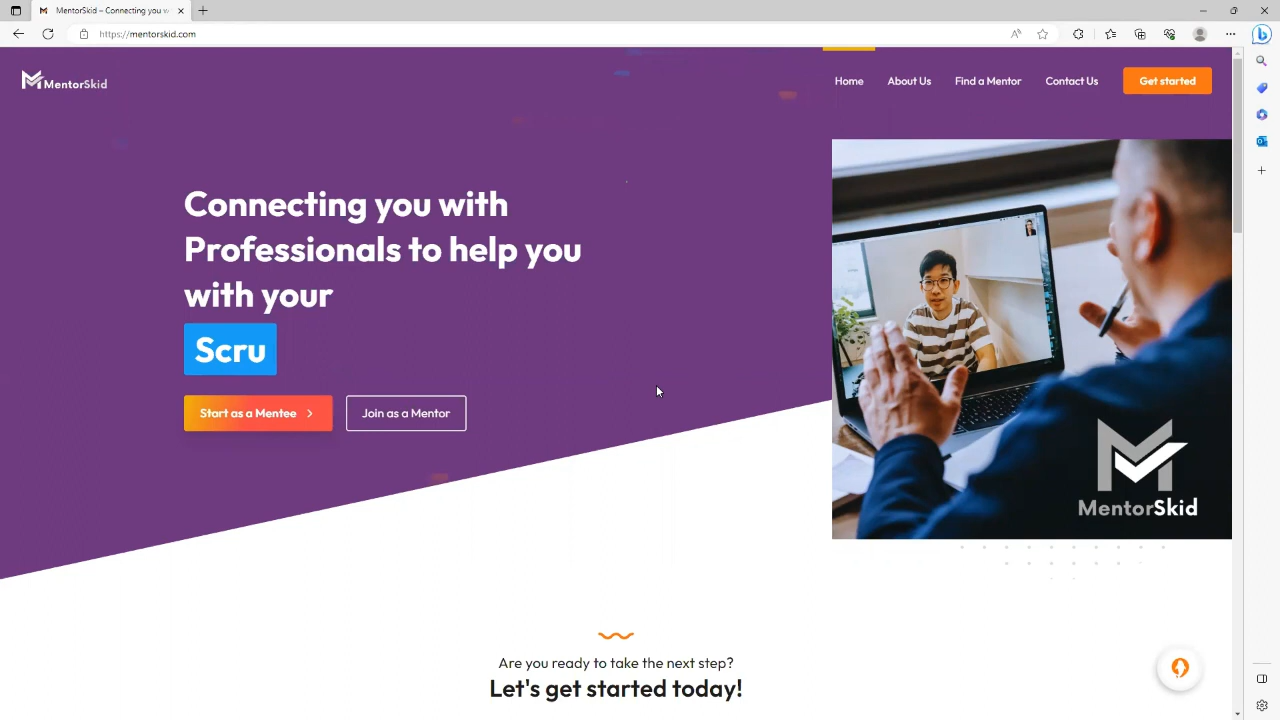 MentorSkid – Connecting you w
https://mentorskid.com
MentorSkid
Home
About Us
Find a Mentor
Contact Us
Get started
Connecting you with
Professionals to help you
with your
Scru
Start as a Mentee
Join as a Mentor
MentorSkid
Are you ready to take the next step?
Let's get started today!